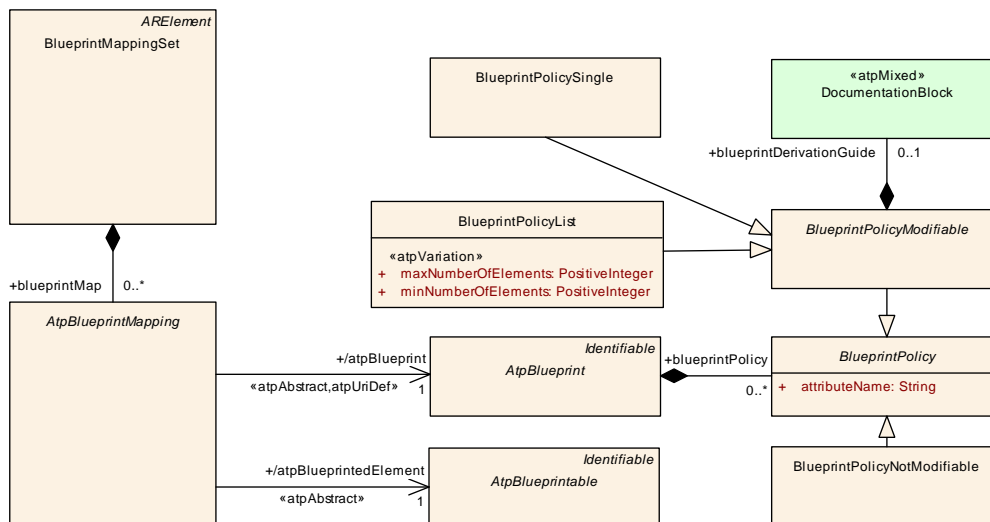 ARElement
BlueprintMappingSet
BlueprintPolicySingle
«atpMixed»
DocumentationBlock
+blueprintDerivationGuide 0..1
BlueprintPolicyList
«atpVariation»
+ maxNumberOfElements: PositiveInteger
+ minNumberOfElements: PositiveInteger
BlueprintPolicyModifiable
+blueprintMap 0..*
AtpBlueprintMapping
+/atpBlueprint
«atpAbstract,atpUriDef» 1
Identifiable
AtpBlueprint
+blueprintPolicy
0..*
BlueprintPolicy
+ attributeName: String
+/atpBlueprintedElement
«atpAbstract» 1
Identifiable
AtpBlueprintable
BlueprintPolicyNotModifiable